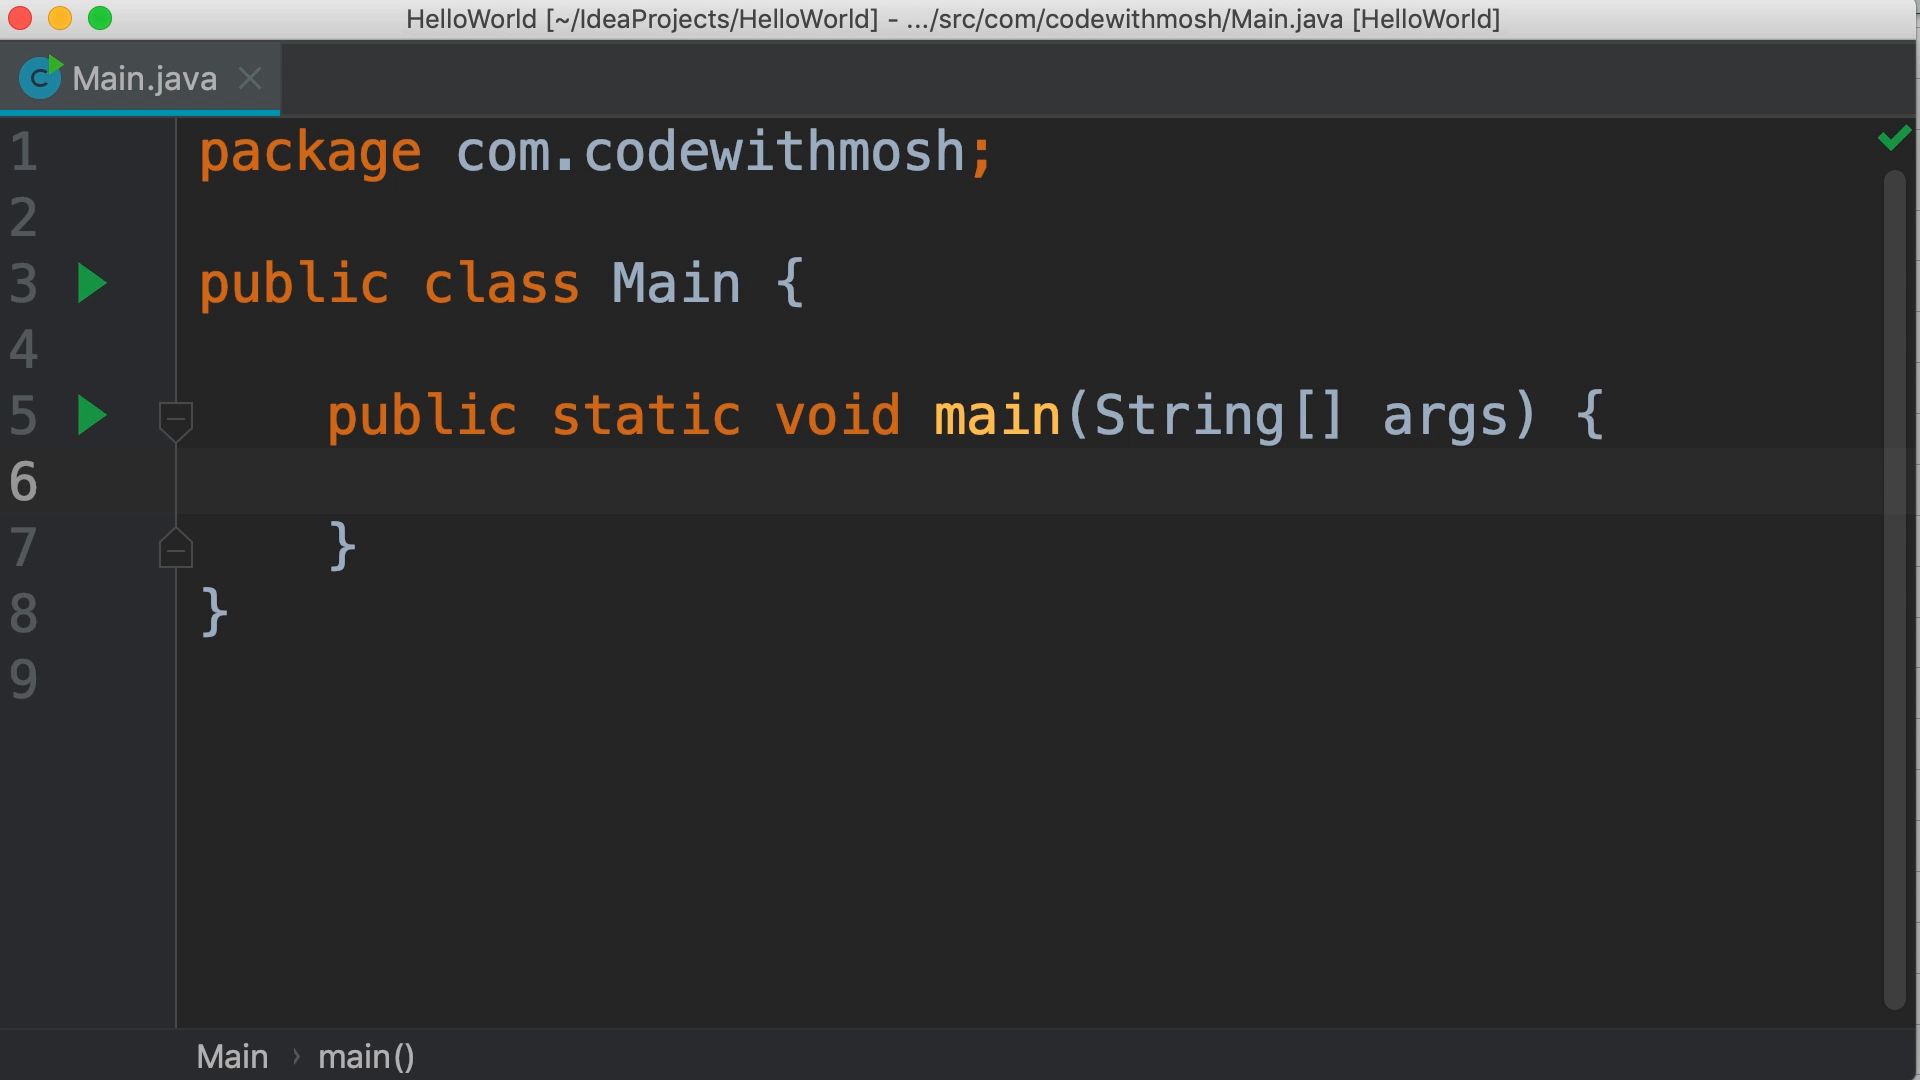 HelloWorld [~/IdeaProjects/HelloWorld] - .../src/com/codewithmosh/Main.java [HelloWorld]
C Main.java
1 package com.codewithmosh;
2
3 public class Main {
4
5     public static void main(String[] args) {
6
7     }
8 }
9
Main › main()